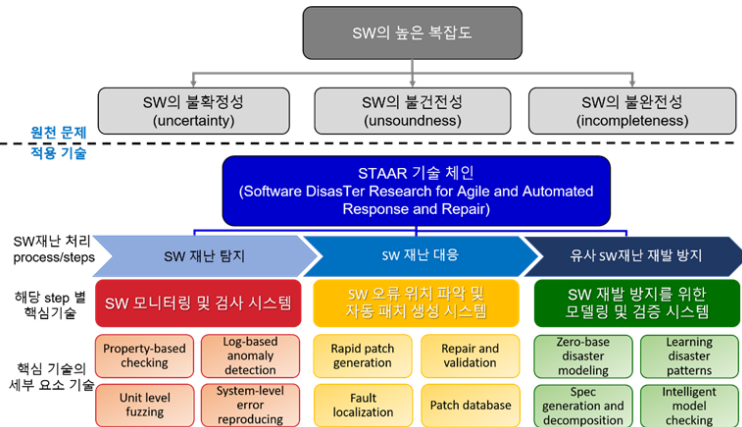 SW의 높은 복잡도
SW의 불확정성
(uncertainty)
SW의 불건전성
(unsoundness)
SW의 불완전성
(incompleteness)
원천 문제
적용 기술
STAAR 기술 체인
(Software DisasTer Research for Agile and Automated
Response and Repair)
SW재난 처리
process/steps
SW 재난 탐지
SW 재난 대응
유사 SW재난 재발 방지
해당 step 별
핵심기술
SW 모니터링 및 검사 시스템
SW 오류 위치 파악 및
자동 패치 생성 시스템
SW 재발 방지를 위한
모델링 및 검증 시스템
핵심 기술의
세부 요소 기술
Property-based
checking
Log-based
anomaly
detection
Rapid patch
generation
Repair and
validation
Zero-base
disaster
modeling
Learning
disaster
patterns
Unit level
fuzzing
System-level
error
reproducing
Fault
localization
Patch database
Spec
generation and
decomposition
Intelligent
model
checking